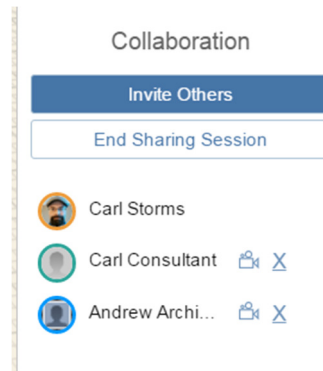 Collaboration
Invite Others
End Sharing Session
Carl Storms
Carl Consultant X
Andrew Archi... X